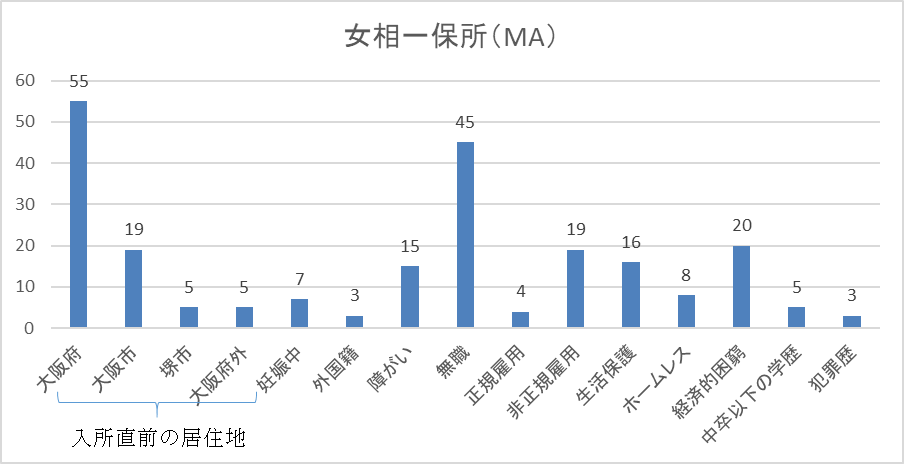 女相一保所（MA）
60
50
40
30
20
10
0
55
19
5
5
7
3
15
45
4
19
16
8
20
5
3
大阪府
大阪市
堺市
大阪府外
妊娠中
外国籍
障がい
無職
正規雇用
非正規雇用
生活保護
ホームレス
経済的困窮
中卒以下の学歴
犯罪歴
入所直前の居住地